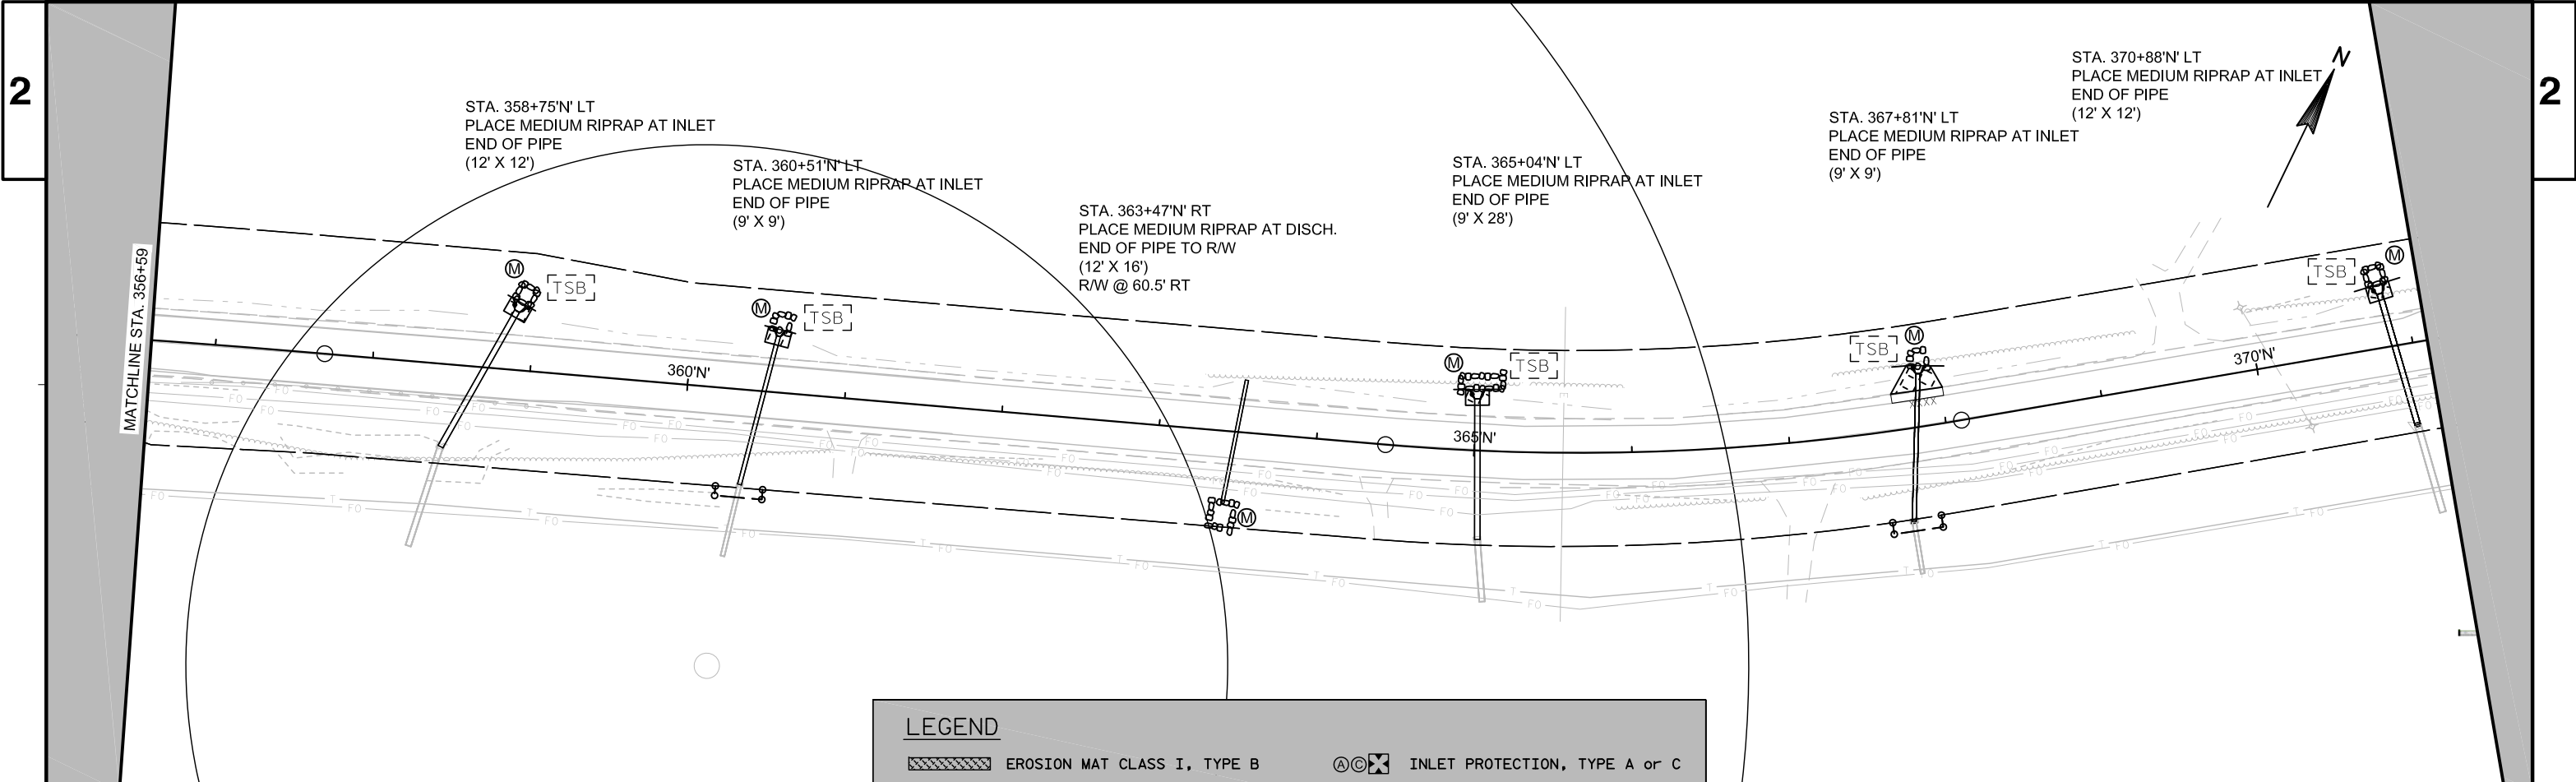 2
2
N
STA. 358+75'N' LT
PLACE MEDIUM RIPRAP AT INLET
END OF PIPE
(12' X 12')
STA. 360+51'N' LT
PLACE MEDIUM RIPRAP AT INLET
END OF PIPE
(9' X 9')
STA. 363+47'N' RT
PLACE MEDIUM RIPRAP AT DISCH.
END OF PIPE TO R/W
(12' X 16')
R/W @ 60.5' RT
STA. 365+04'N' LT
PLACE MEDIUM RIPRAP AT INLET
END OF PIPE
(9' X 28')
STA. 367+81'N' LT
PLACE MEDIUM RIPRAP AT INLET
END OF PIPE
(9' X 9')
STA. 370+88'N' LT
PLACE MEDIUM RIPRAP AT INLET
END OF PIPE
(12' X 12')
MATCHLINE STA. 356+59
M
TSB
M
TSB
M
M
TSB
M
TSB
M
TSB
360'N'
365'N'
370'N'
LEGEND
EROSION MAT CLASS I, TYPE B
A C INLET PROTECTION, TYPE A or C